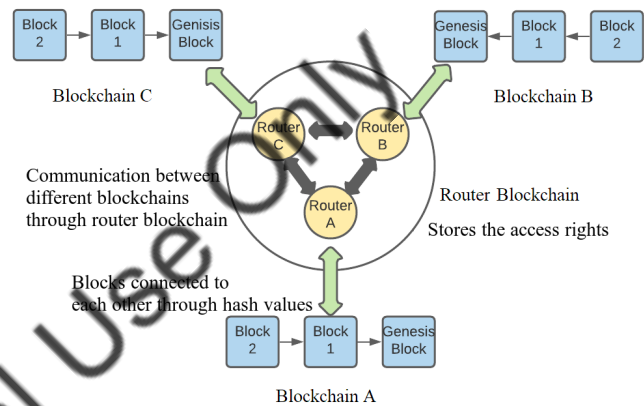 Block
2
Block
1
Genisis
Block
Genesis
Block
Block
1
Block
2
Blockchain C
Blockchain B
Router
C
Router
B
Router
A
Communication between
different blockchains
through router blockchain
Router Blockchain
Stores the access rights
Blocks connected to
each other through hash values
Block
2
Block
1
Genesis
Block
Blockchain A
l Use Only